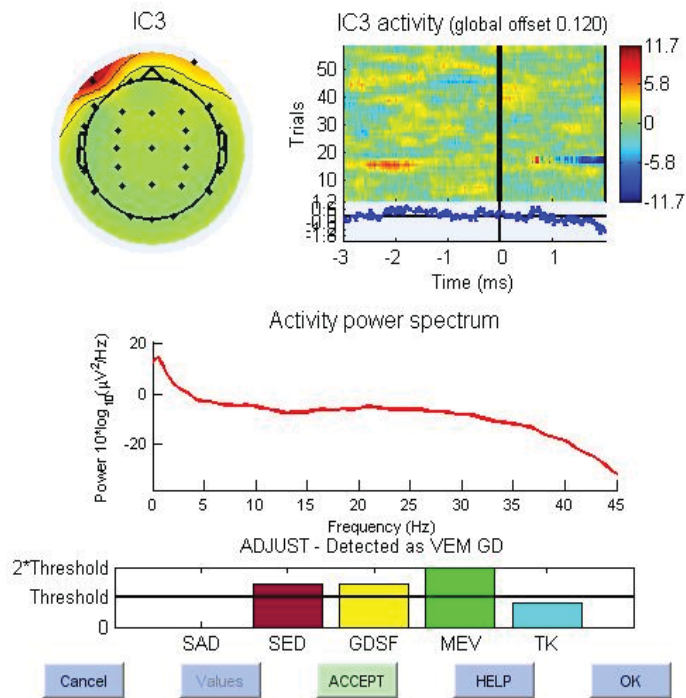 IC3
IC3 activity (global offset 0.120)
Trials
50
40
30
20
10
11.7
5.8
0
-5.8
-11.7
-3
-2
-1
0
1
Time (ms)
Activity power spectrum
Power 10*log10(μV²/Hz)
20
0
-20
0
5
10
15
20
25
30
35
40
45
Frequency (Hz)
ADJUST - Detected as VEM GD
2*Threshold
Threshold
0
SAD
SED
GDSF
MEV
TK
Cancel
Values
ACCEPT
HELP
OK